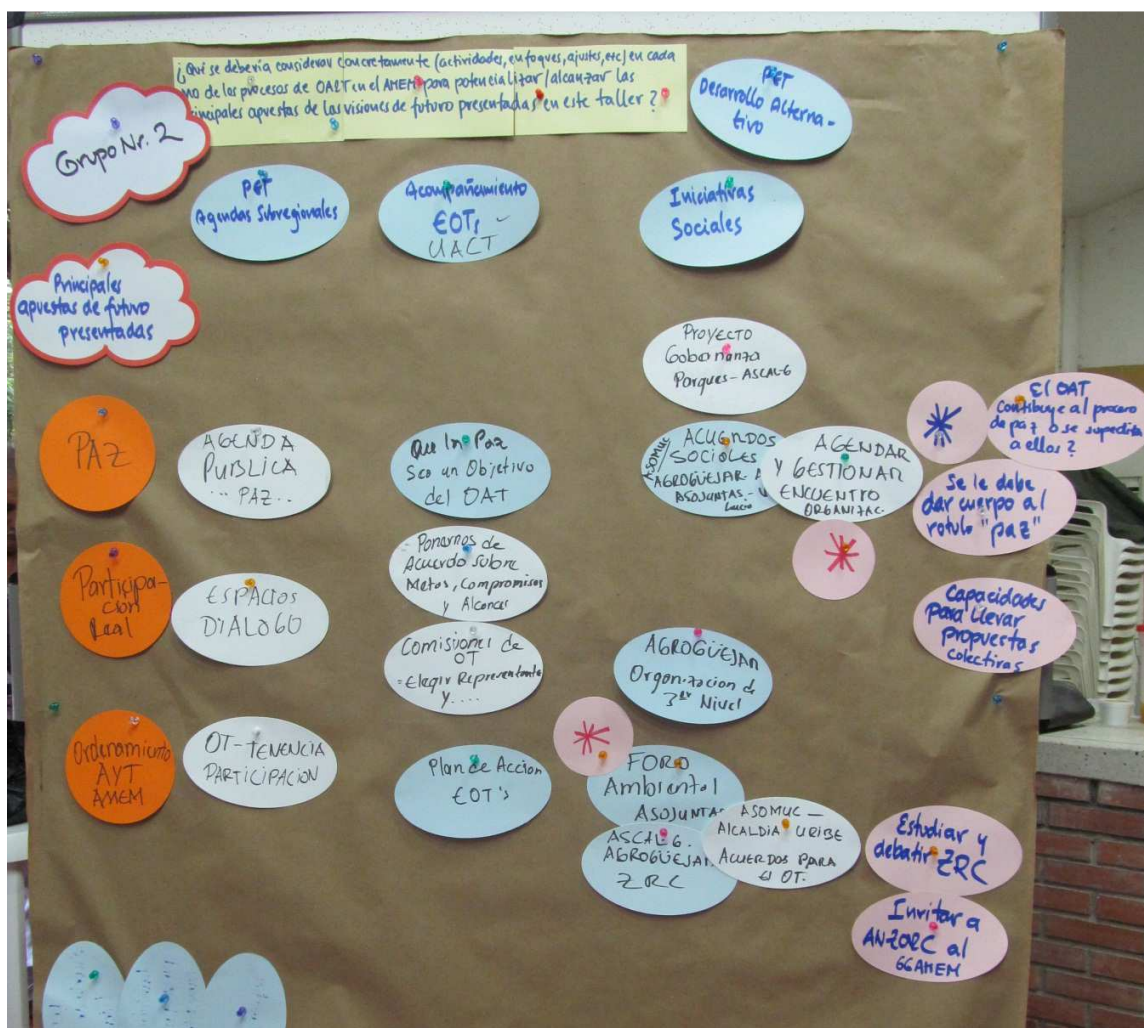 ¿Qué se debería considerar concretamente (actividades, enfoques, ajustes, etc) en cada
de los procesos de OALT en el AMEM para potencializar/alcanzar las
principales apuestas de las visiones de futuro presentadas en este taller?
PET
Desarrollo Alterna-
tivo
Grupo Nr. 2
PET
Agendas Subregionales
Acompañamiento
EOTs
UACT
Iniciativas
Sociales
Principales
apuestas de futuro
presentadas
Proyecto
Gobernanza
Parques - ASCAL-G
PAZ
AGENDA
PUBLICA
... PAZ ..
Que la Paz
Sea un Objetivo
del OAT
ASOMUC
ACUERDOS
SOCIALES
AGROGÜEJAR
ASOJUNTAS.-
AGENDAR
Y GESTIONAR
ENCUENTRO
ORGANIZAC.
El OAT
Contribuye al proceso
de paz o se supedita
a ellos?
Se le debe
dar cuerpo al
rotulo "paz"
Participa-
cion
Real
ESPACIOS
DIALOGO
Ponernos de
Acuerdo sobre
Metas, Compromisos
y Alcances
Comisiones de
OT
= Elegir Representante
Y....
AGROGÜEJAR
Organizacion de
3er Nivel
Capacidades
para llevar
propuestas
colectivas
Ordenamiento
AYT
AMEM
OT-TENENCIA
PARTICIPACION
Plan de Accion
EOT's
FORO
Ambiental
ASOJUNTAS
ASCAL-G.
AGROGÜEJAR
ZRC
ASOMUC -
ALCALDIA URIBE
ACUERDOS PARA
El OT.
Estudiar y
debatir
ZRC
Invitar a
ANZORC al
GGAMEM